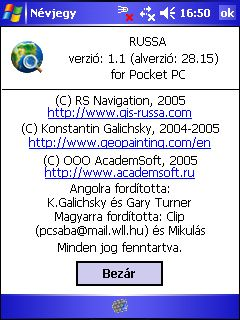 Névjegy 16:50 ok
RUSSA
verzió: 1.1 (alverzió: 28.15)
for Pocket PC
(C) RS Navigation, 2005
http://www.gis-russa.com
(C) Konstantin Galichsky, 2004-2005
http://www.geopainting.com/en
(C) OOO AcademSoft, 2005
http://www.academsoft.ru
Angolra fordította:
K.Galichsky és Gary Turner
Magyarra fordította: Clip
(pcsaba@mail.wll.hu) és Mikulás
Minden jog fenntartva.
Bezár